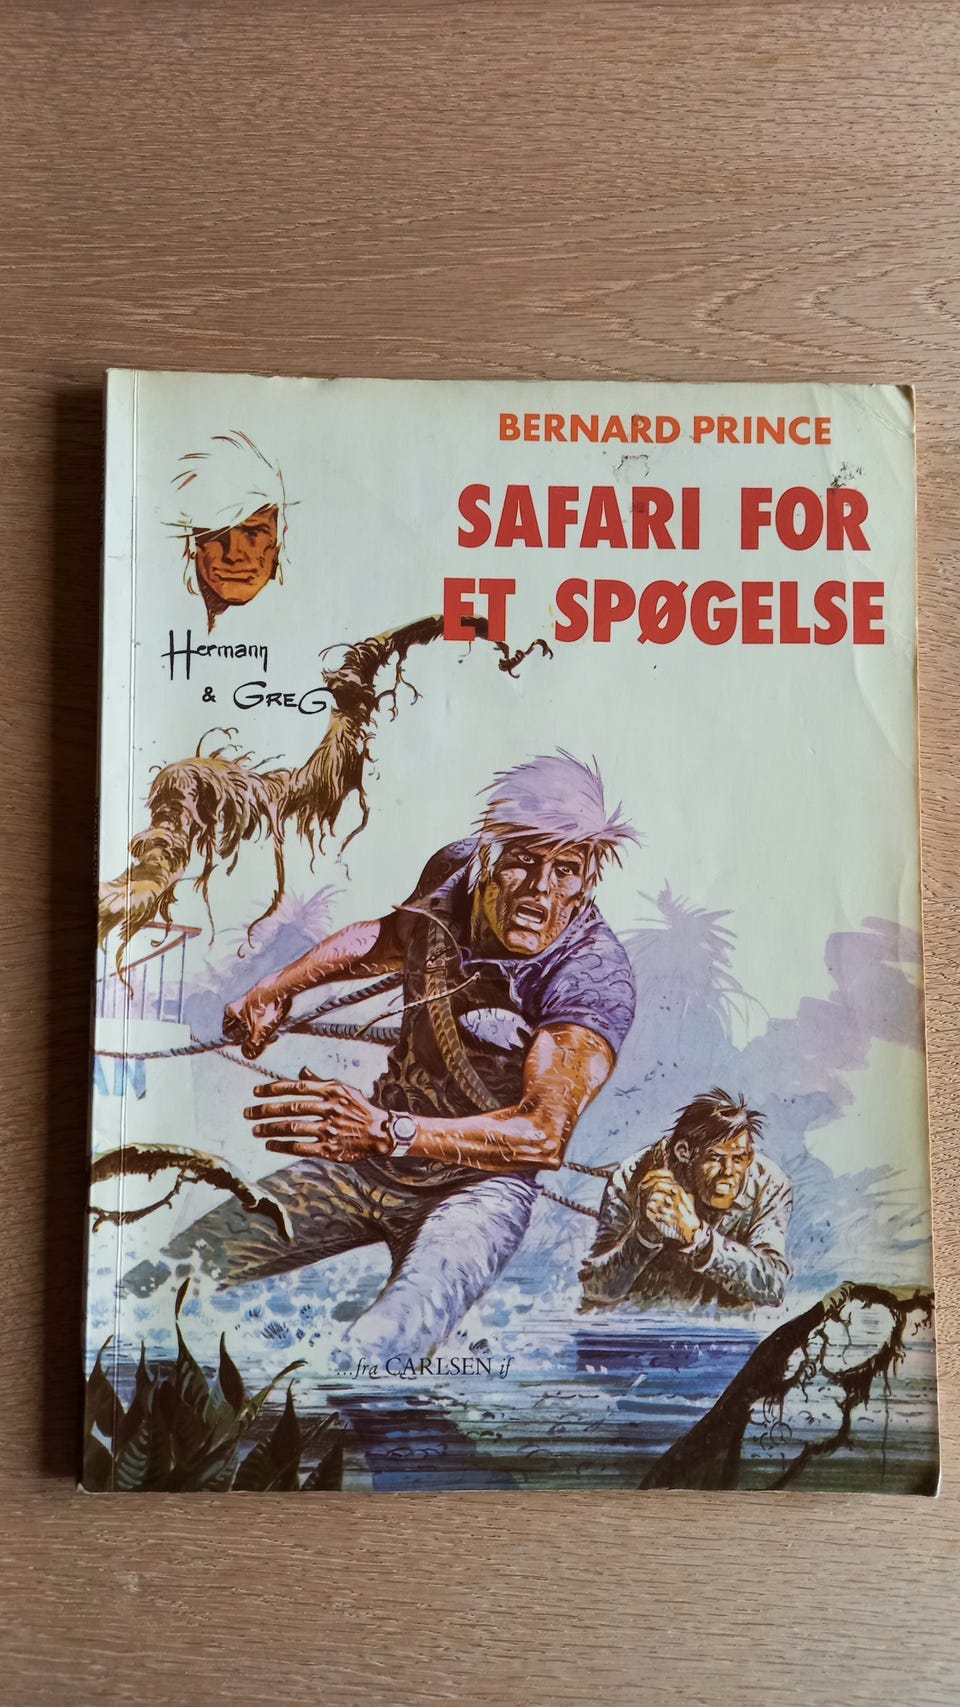 BERNARD PRINCE
SAFARI FOR
ET SPØGELSE
Hermann
& GREG
...fra CARLSEN if